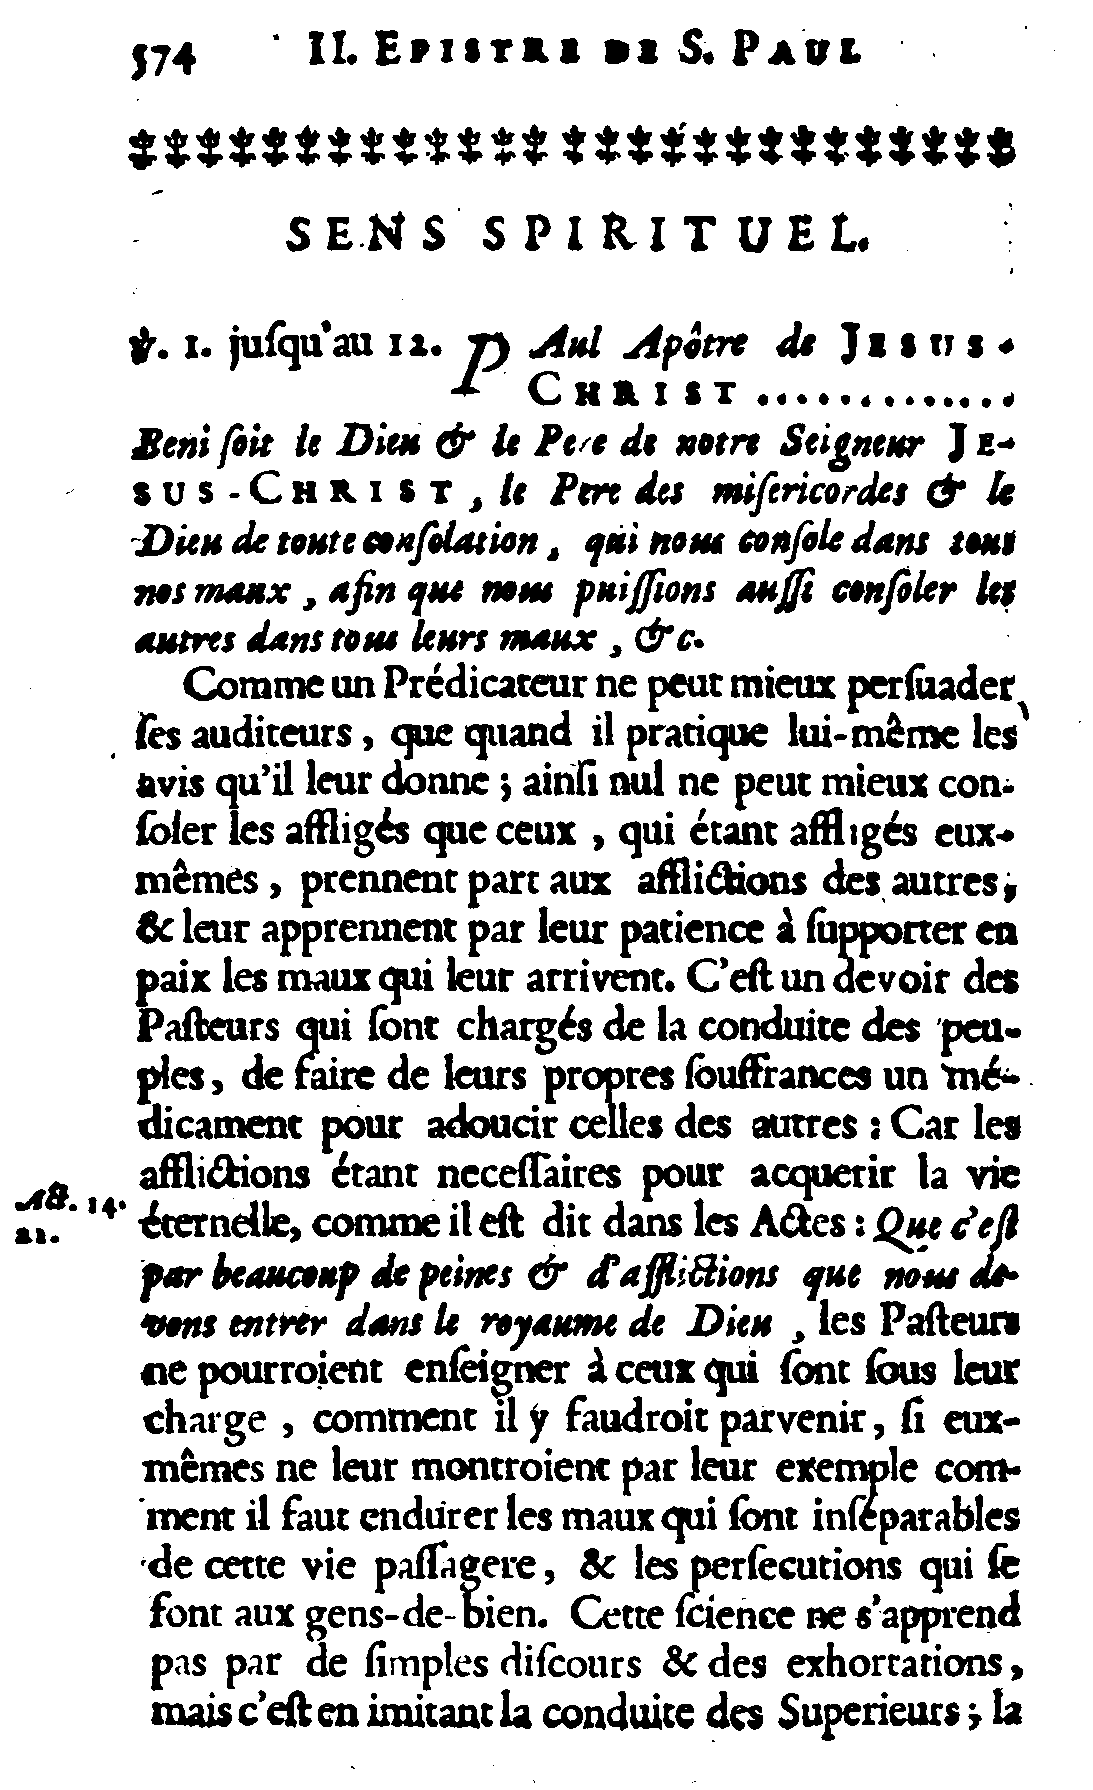 574 II. EPISTRE DE S. PAUL
SENS SPIRITUEL.
℣. 1. juſqu'au 12. PAul Apôtre de JESUS-
CHRIST .............
Beni ſoit le Dieu & le Pere de notre Seigneur JE-
SUS-CHRIST, le Pere des miſericordes & le
Dieu de toute conſolation, qui nous conſole dans tous
nos maux, afin que nous puiſſions auſſi conſoler les
autres dans tous leurs maux, &c.
Comme un Prédicateur ne peut mieux perſuader
ſes auditeurs, que quand il pratique lui-même les
avis qu'il leur donne; ainſi nul ne peut mieux con-
ſoler les affligés que ceux, qui étant affligés eux-
mêmes, prennent part aux afflictions des autres,
& leur apprennent par leur patience à ſupporter en
paix les maux qui leur arrivent. C'eſt un devoir des
Paſteurs qui ſont chargés de la conduite des peu-
ples, de faire de leurs propres ſouffrances un mé-
dicament pour adoucir celles des autres : Car les
afflictions étant neceſſaires pour acquerir la vie
Act. 14. éternelle, comme il eſt dit dans les Actes : Que c'eſt
21. par beaucoup de peines & d'afflictions que nous de-
vons entrer dans le royaume de Dieu, les Paſteurs
ne pourroient enſeigner à ceux qui ſont ſous leur
charge, comment il y faudroit parvenir, ſi eux-
mêmes ne leur montroient par leur exemple com-
ment il faut endurer les maux qui ſont inſéparables
de cette vie paſſagere, & les perſecutions qui ſe
font aux gens-de-bien. Cette ſcience ne s'apprend
pas par de ſimples diſcours & des exhortations,
mais c'eſt en imitant la conduite des Superieurs; la